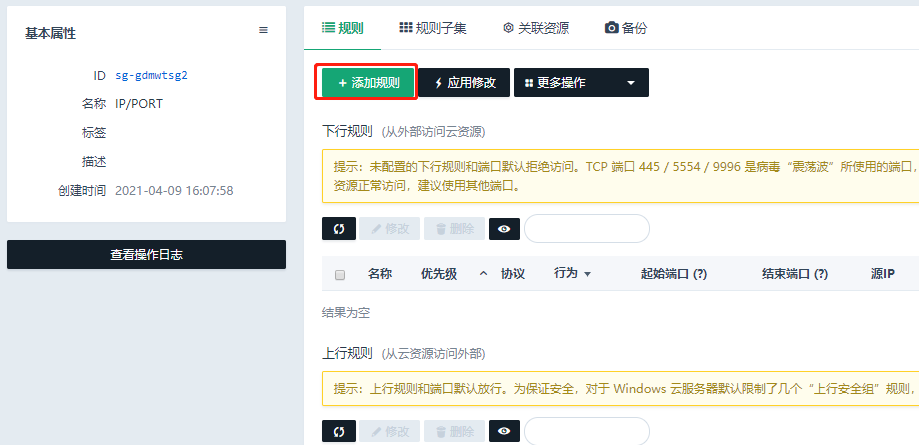 基本属性
ID sg-gdmwtsg2
名称 IP/PORT
标签
描述
创建时间 2021-04-09 16:07:58
查看操作日志
规则 规则子集 关联资源 备份
+ 添加规则 应用修改 更多操作
下行规则 (从外部访问云资源)
提示：未配置的下行规则和端口默认拒绝访问。TCP 端口 445 / 5554 / 9996 是病毒“震荡波”所使用的端口，
资源正常访问，建议使用其他端口。
修改 删除
名称 优先级 协议 行为 起始端口 (?) 结束端口 (?) 源IP
结果为空
上行规则 (从云资源访问外部)
提示：上行规则和端口默认放行。为保证安全，对于 Windows 云服务器默认限制了几个“上行安全组”规则，
修改 删除